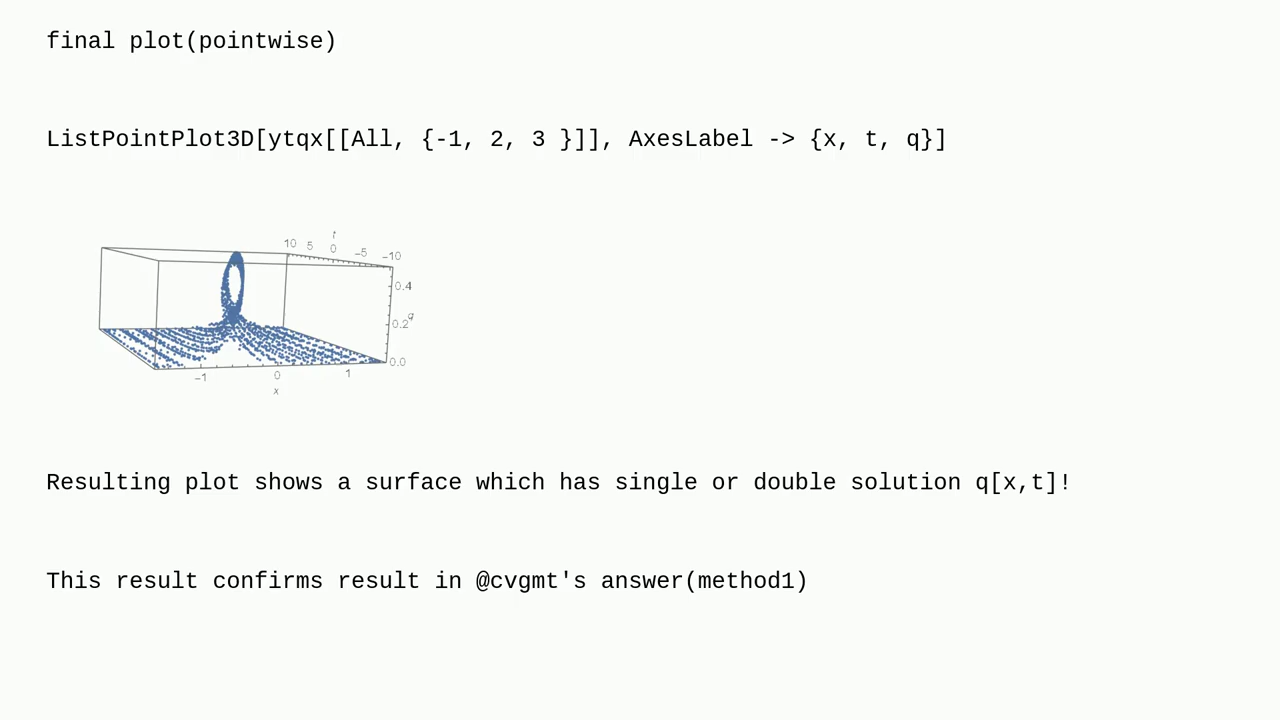 final plot(pointwise)
ListPointPlot3D[ytqx[[All, {-1, 2, 3 }]], AxesLabel -> {x, t, q}]
t
10 5 0 -5 -10
0.4
q
0.2
0.0
-1 0 1
x
Resulting plot shows a surface which has single or double solution q[x,t]!
This result confirms result in @cvgmt's answer(method1)